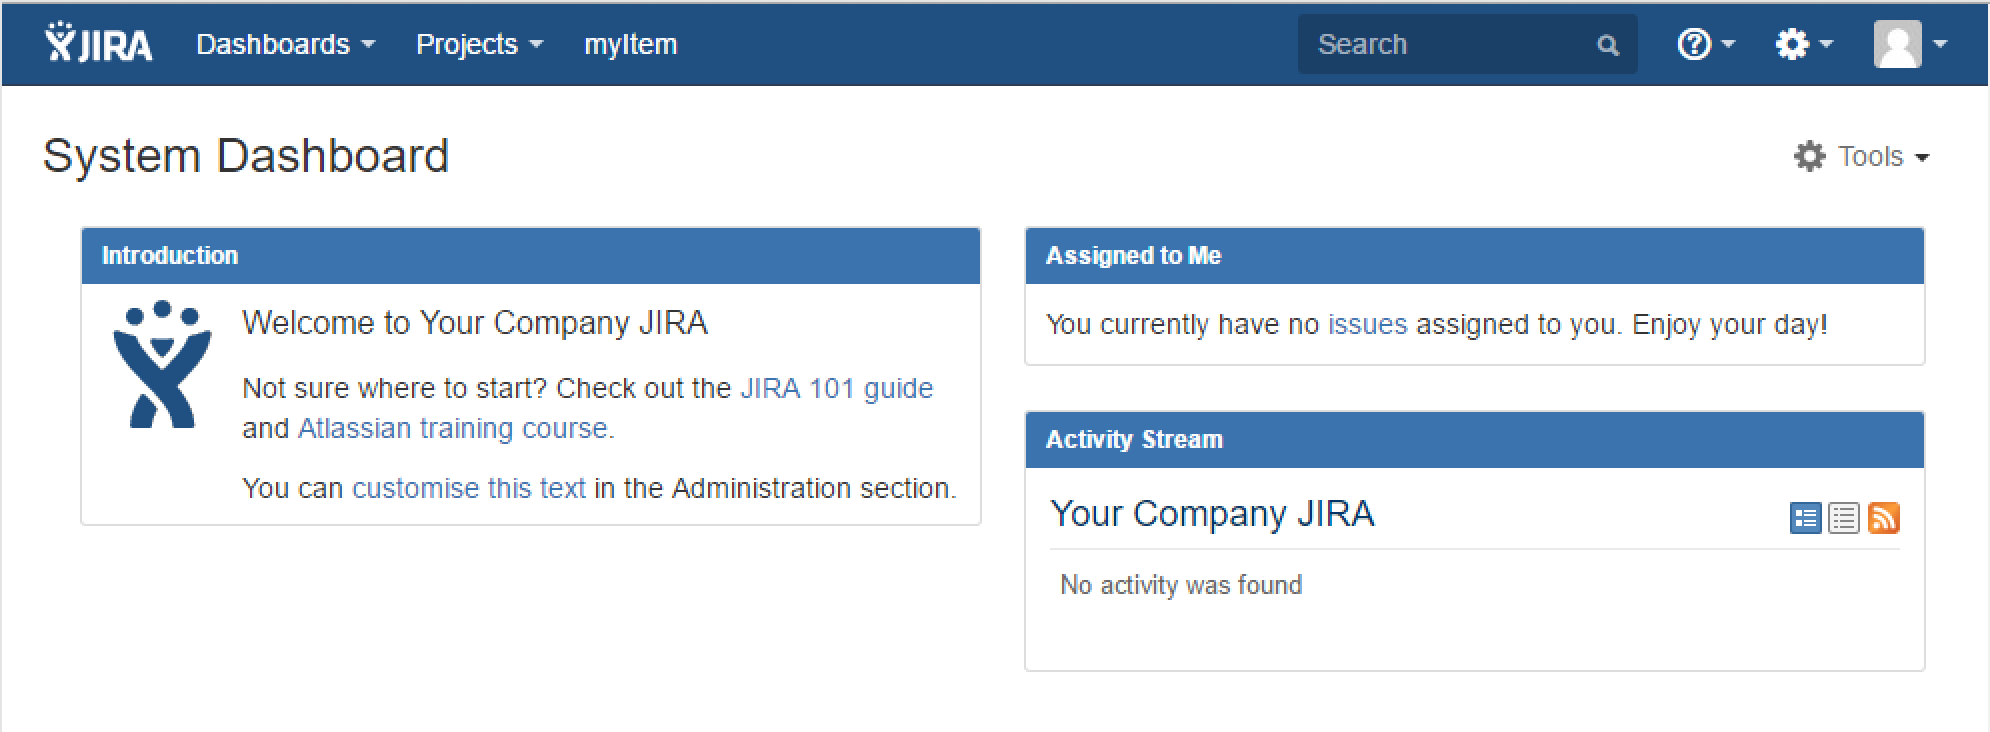 JIRA Dashboards Projects myItem Search ?
System Dashboard
Tools
Introduction
Welcome to Your Company JIRA
Not sure where to start? Check out the JIRA 101 guide
and Atlassian training course.
You can customise this text in the Administration section.
Assigned to Me
You currently have no issues assigned to you. Enjoy your day!
Activity Stream
Your Company JIRA
No activity was found